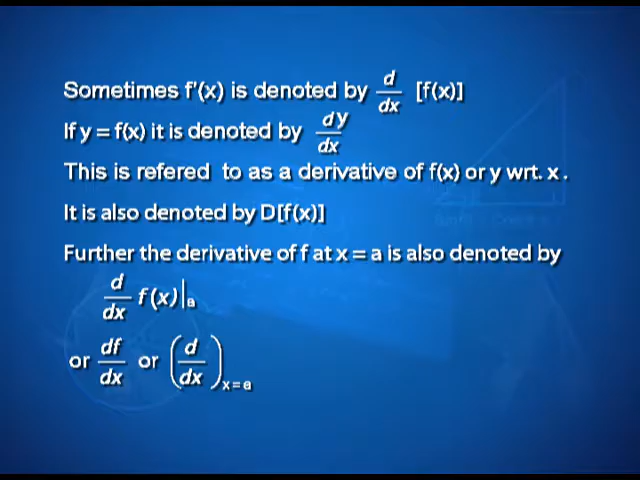 Sometimes f'(x) is denoted by d/dx [f(x)]
If y = f(x) it is denoted by dy/dx
This is refered to as a derivative of f(x) or y wrt. x .
It is also denoted by D[f(x)]
Further the derivative of f at x = a is also denoted by
d/dx f(x)|a
or df/dx or (d/dx)x=a